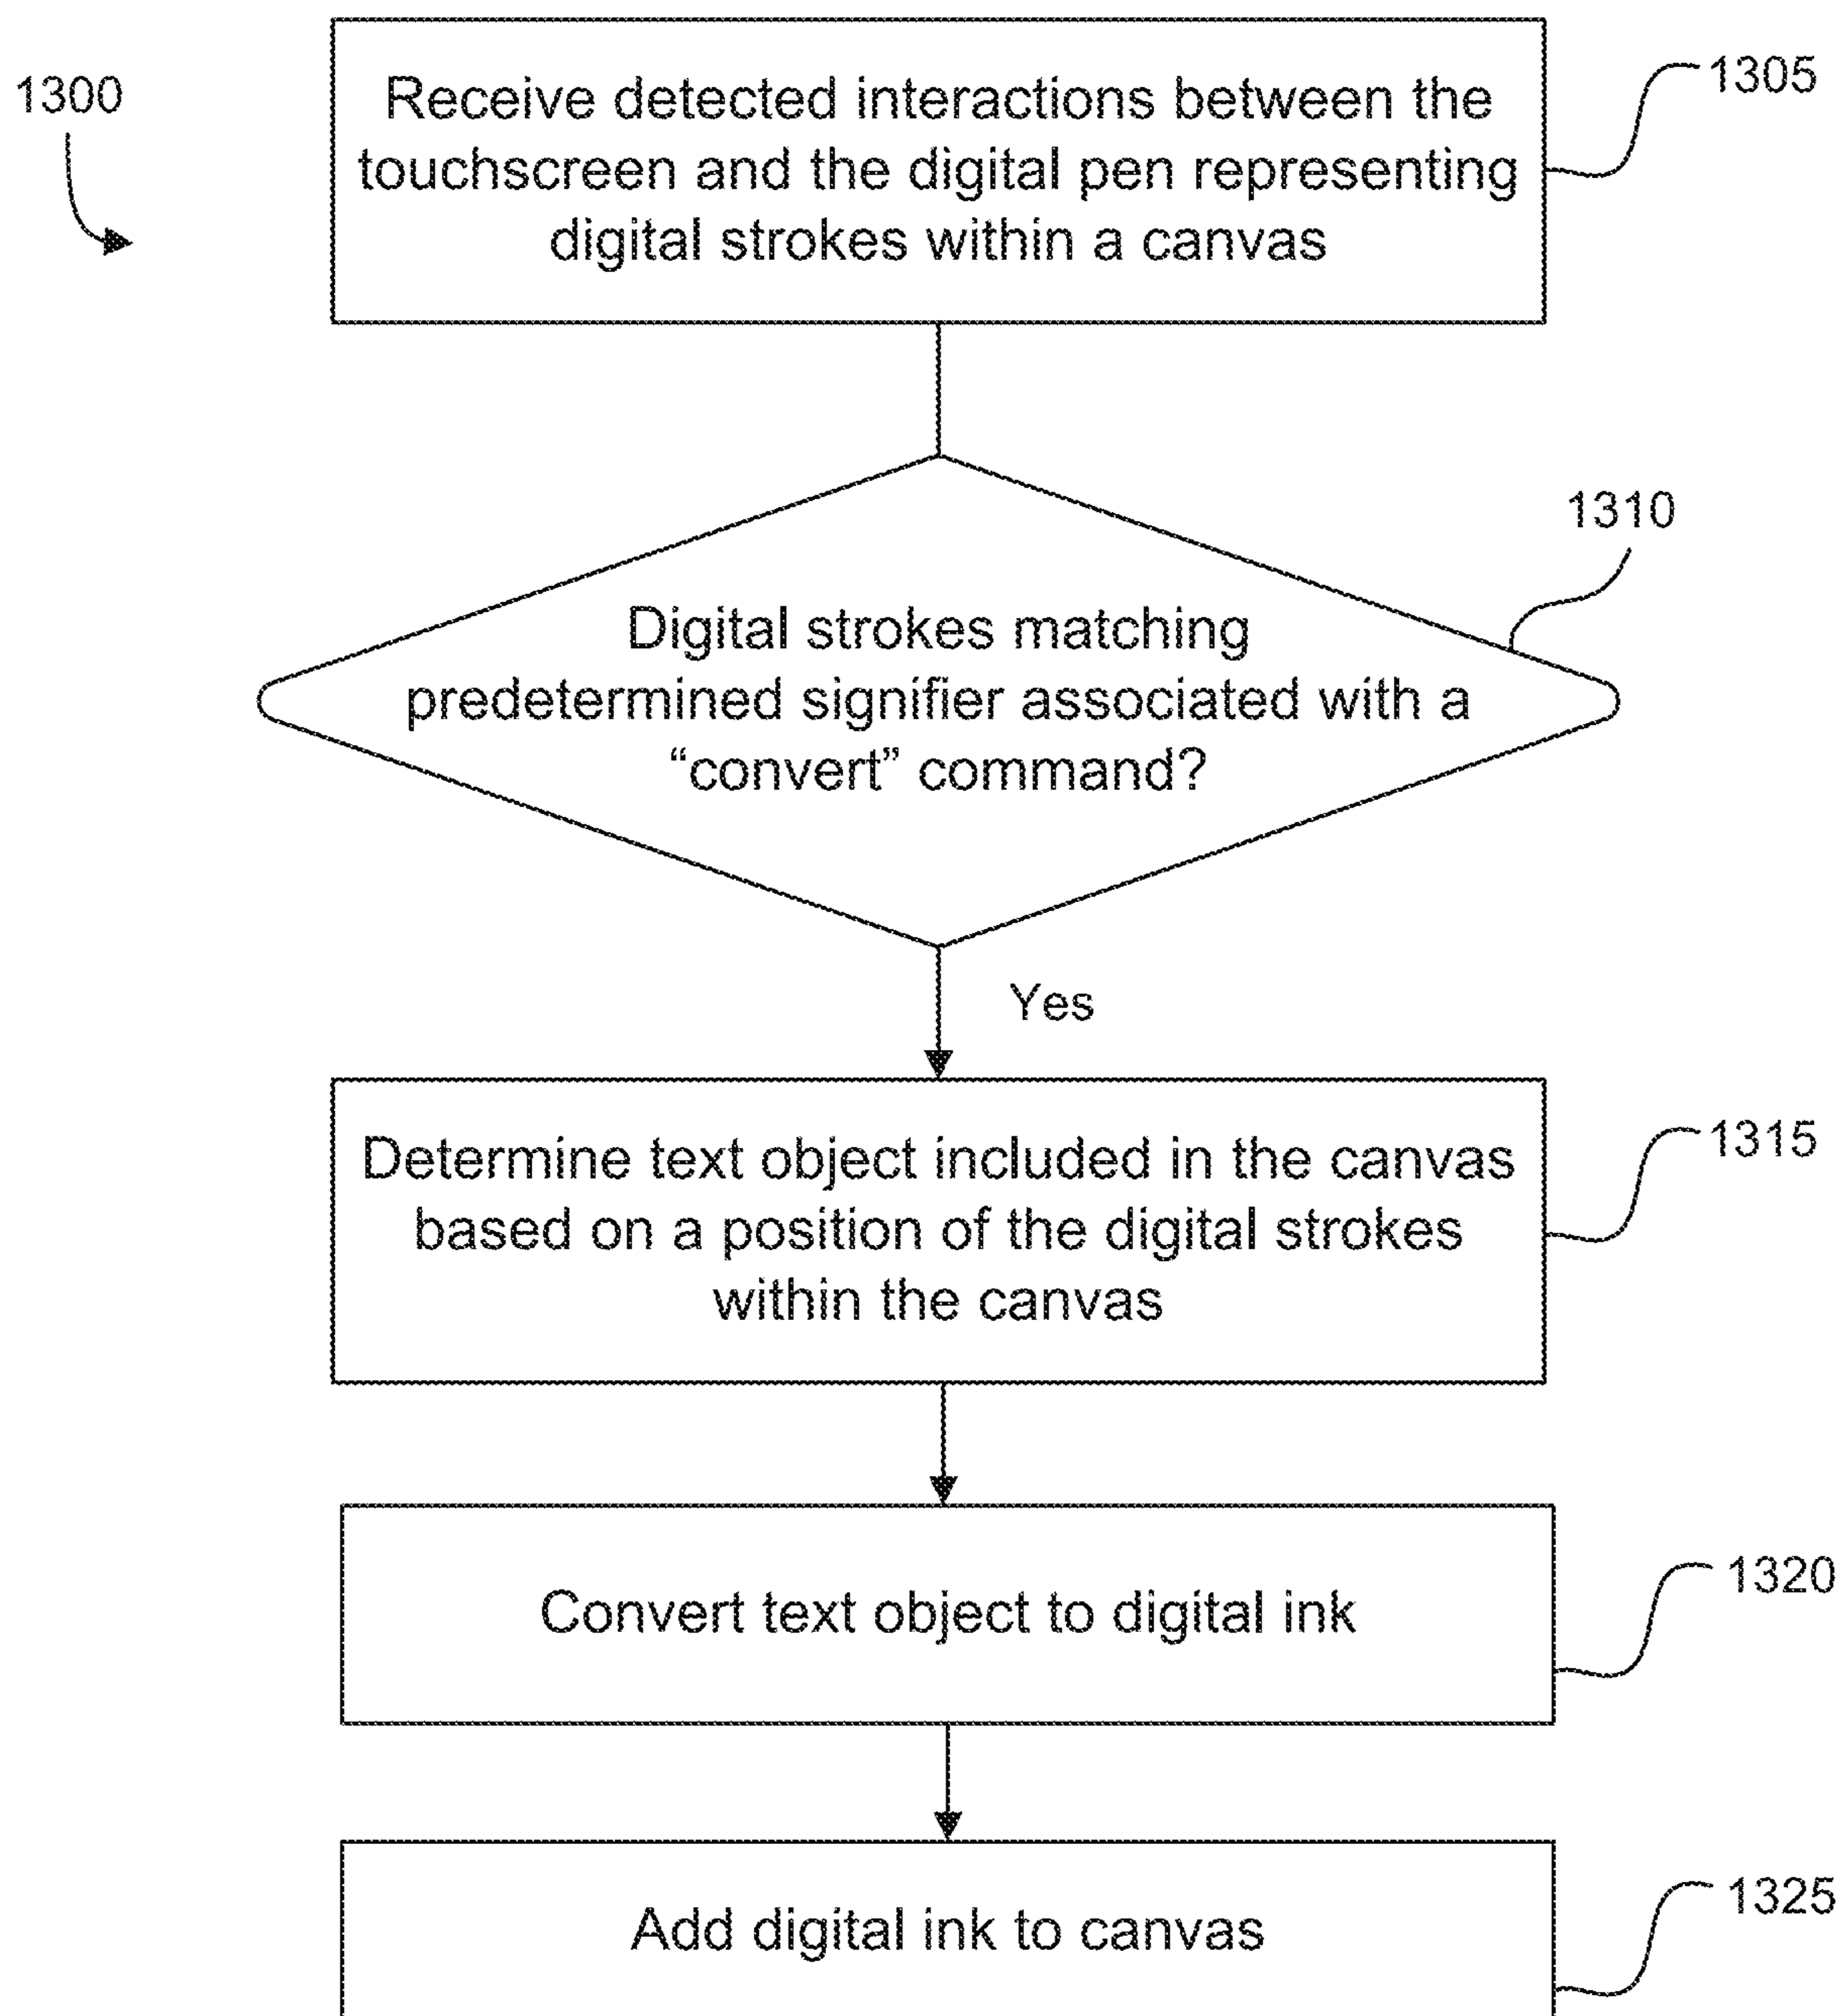 1300
Receive detected interactions between the
touchscreen and the digital pen representing
digital strokes within a canvas
1305
1310
Digital strokes matching
predetermined signifier associated with a
“convert” command?
Yes
Determine text object included in the canvas
based on a position of the digital strokes
within the canvas
1315
Convert text object to digital ink
1320
Add digital ink to canvas
1325